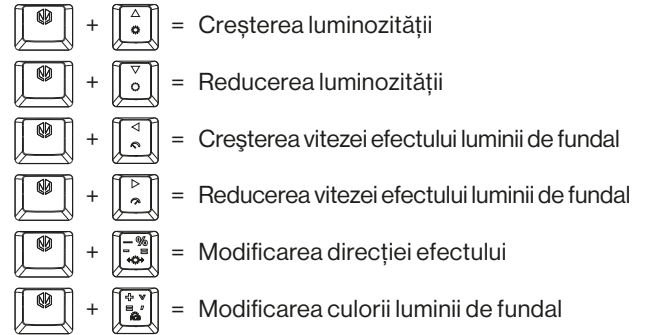 + = Creșterea luminozității
+ = Reducerea luminozității
+ = Creşterea vitezei efectului luminii de fundal
+ = Reducerea vitezei efectului luminii de fundal
+ = Modificarea direcției efectului
+ = Modificarea culorii luminii de fundal